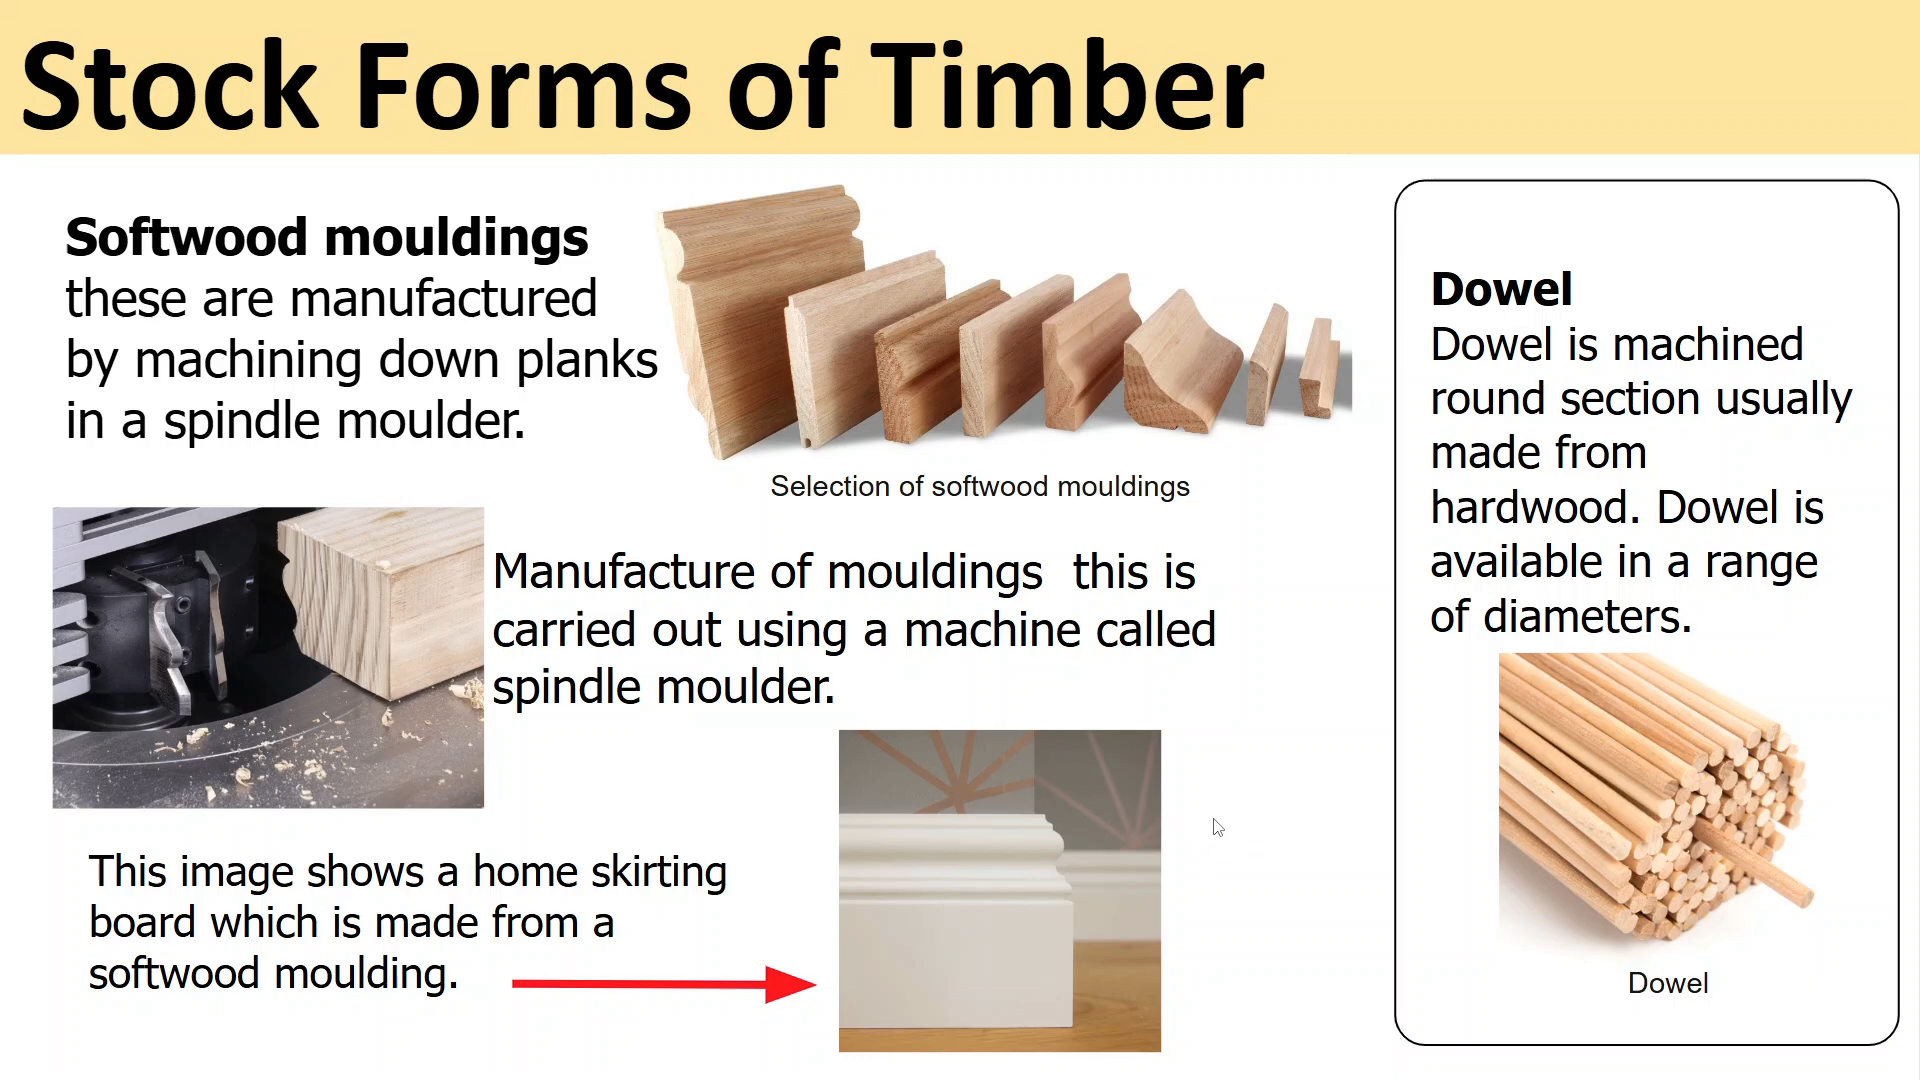 Stock Forms of Timber
Softwood mouldings
these are manufactured
by machining down planks
in a spindle moulder.
Selection of softwood mouldings
Manufacture of mouldings  this is
carried out using a machine called
spindle moulder.
This image shows a home skirting
board which is made from a
softwood moulding.
Dowel
Dowel is machined
round section usually
made from
hardwood. Dowel is
available in a range
of diameters.
Dowel